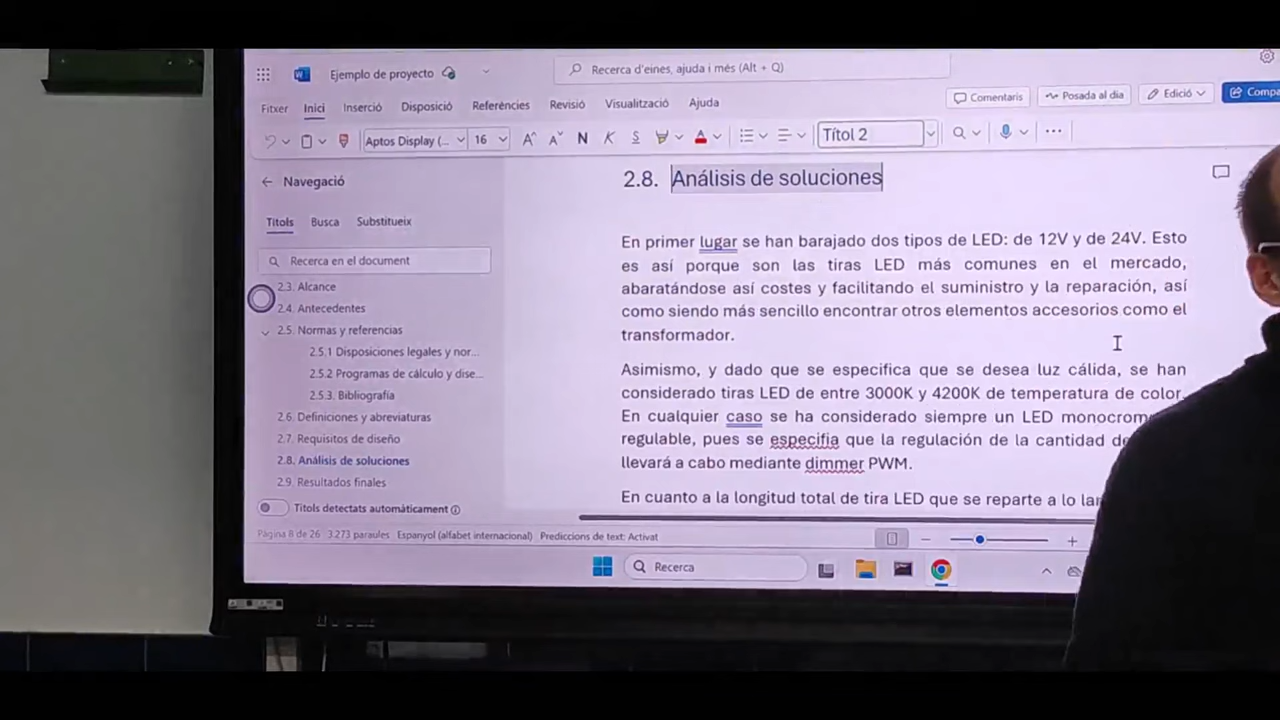 Ejemplo de proyecto
Recerca d'eines, ajuda i més (Alt + Q)
Fitxer Inici Inserció Disposició Referències Revisió Visualització Ajuda
Comentaris Posada al dia Edició
Aptos Display (... 16 N K S A Títol 2 ...
Navegació
Títols Busca Substitueix
Recerca en el document
2.3. Alcance
2.4. Antecedentes
2.5. Normas y referencias
2.5.1 Disposiciones legales y nor...
2.5.2 Programas de cálculo y dise...
2.5.3. Bibliografía
2.6. Definiciones y abreviaturas
2.7. Requisitos de diseño
2.8. Análisis de soluciones
2.9. Resultados finales
Títols detectats automàticament
2.8. Análisis de soluciones
En primer lugar se han barajado dos tipos de LED: de 12V y de 24V. Esto
es así porque son las tiras LED más comunes en el mercado,
abaratándose así costes y facilitando el suministro y la reparación, así
como siendo más sencillo encontrar otros elementos accesorios como el
transformador.
Asimismo, y dado que se especifica que se desea luz cálida, se han
considerado tiras LED de entre 3000K y 4200K de temperatura de color.
En cualquier caso se ha considerado siempre un LED
regulable, pues se especifia que la regulación de la cantidad
llevará a cabo mediante dimmer PWM.
En cuanto a la longitud total de tira LED que se reparte a lo
Pàgina 8 de 26 3.273 paraules Espanyol (alfabet internacional) Prediccions de text: Activat
Recerca